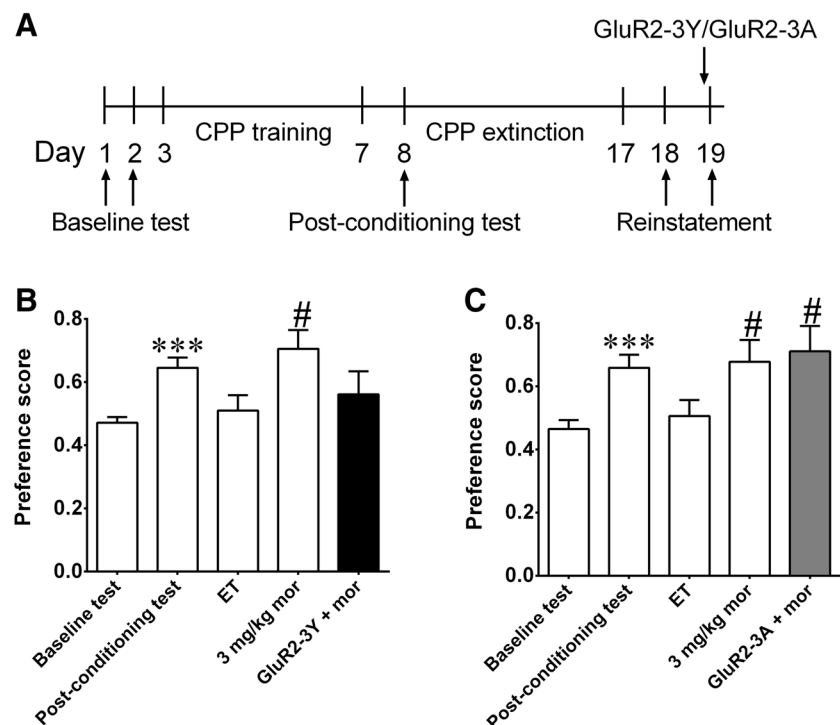 A
GluR2-3Y/GluR2-3A
CPP training
CPP extinction
Day 1 2 3 7 8 17 18 19
Baseline test
Post-conditioning test
Reinstatement
B
Preference score
0.8
0.6
0.4
0.2
0.0
***
#
Baseline test
Post-conditioning test
ET
3 mg/kg mor
GluR2-3Y + mor
C
Preference score
0.8
0.6
0.4
0.2
0.0
***
#
#
Baseline test
Post-conditioning test
ET
3 mg/kg mor
GluR2-3A + mor